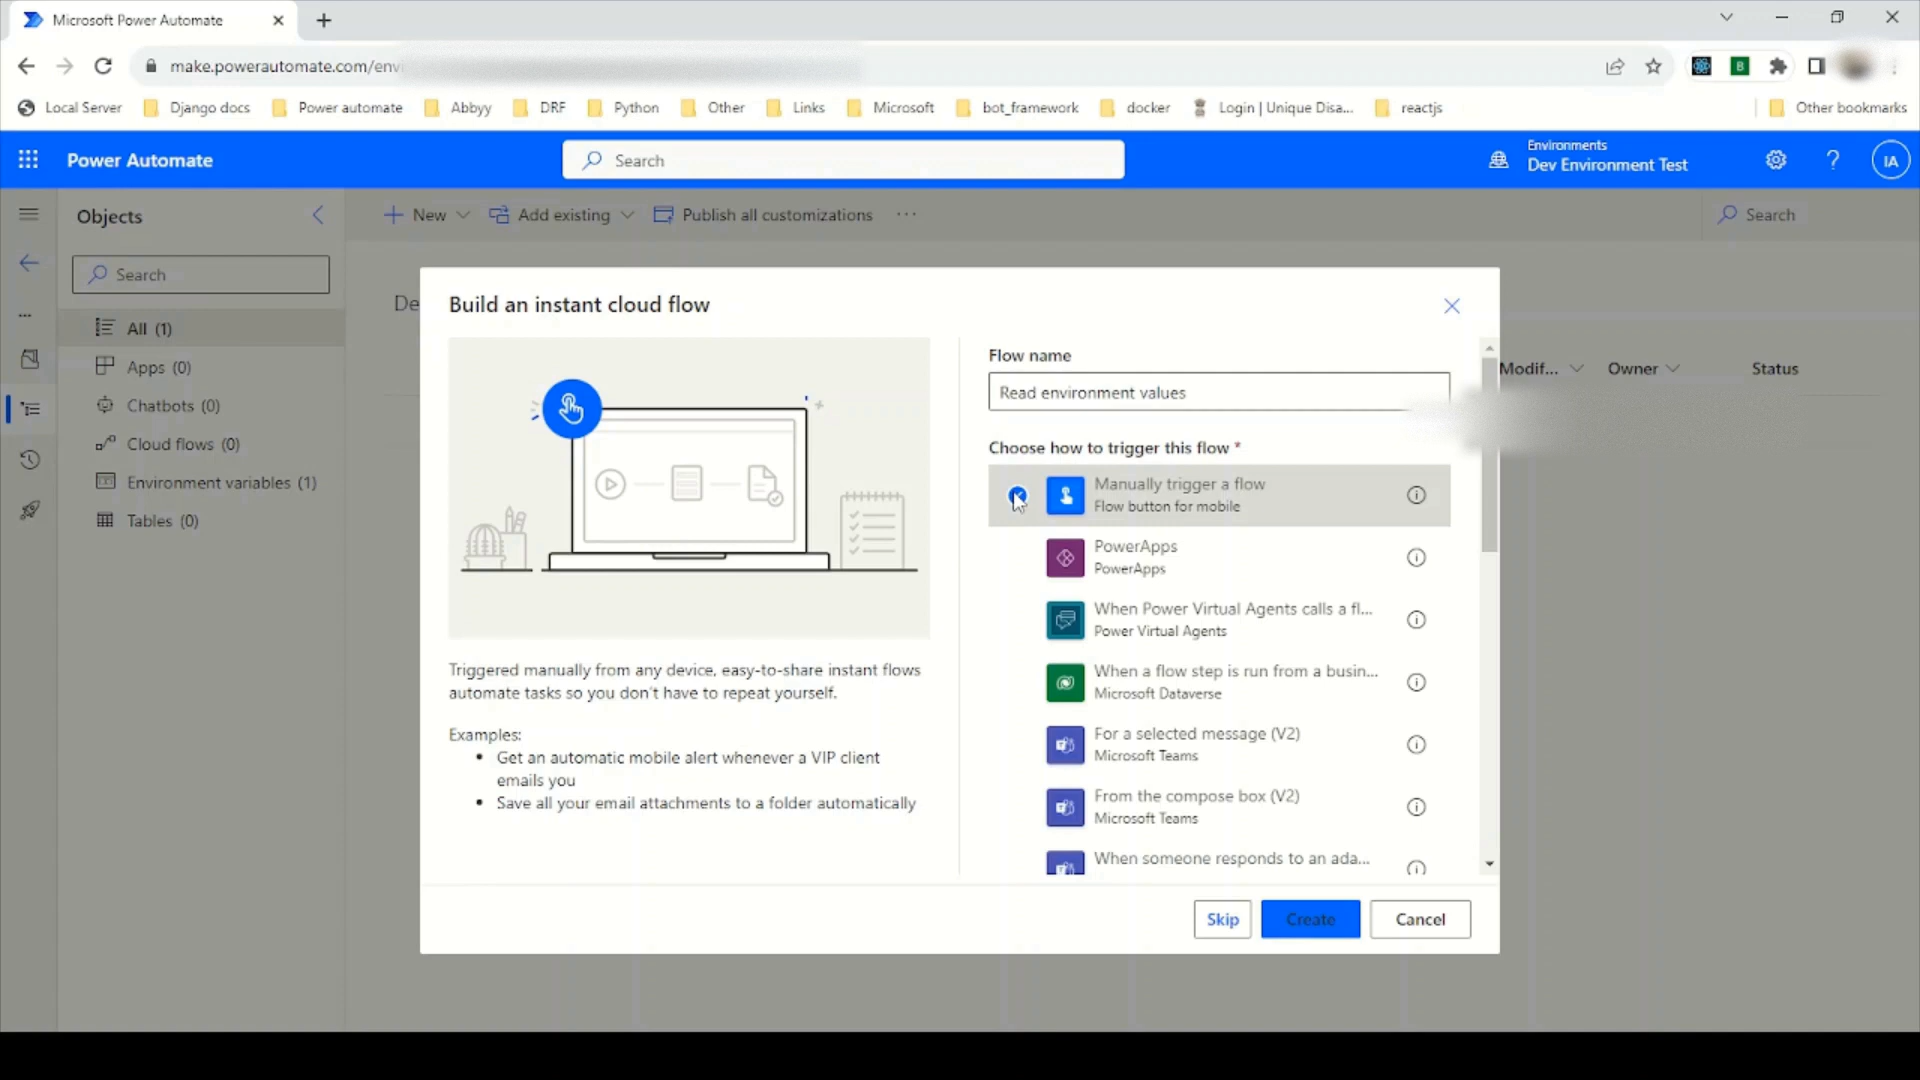 Microsoft Power Automate
make.powerautomate.com/env
Local Server
Django docs
Power automate
Abbyy
DRF
Python
Other
Links
Microsoft
bot_framework
docker
Login | Unique Disa...
reactjs
Other bookmarks
Power Automate
Search
Environments
Dev Environment Test
IA
Objects
New
Add existing
Publish all customizations
Search
Search
All (1)
Apps (0)
Chatbots (0)
Cloud flows (0)
Environment variables (1)
Tables (0)
De
Modif...
Owner
Status
Build an instant cloud flow
Triggered manually from any device, easy-to-share instant flows
automate tasks so you don't have to repeat yourself.
Examples:
• Get an automatic mobile alert whenever a VIP client
emails you
• Save all your email attachments to a folder automatically
Flow name
Read environment values
Choose how to trigger this flow *
Manually trigger a flow
Flow button for mobile
PowerApps
PowerApps
When Power Virtual Agents calls a fl...
Power Virtual Agents
When a flow step is run from a busin...
Microsoft Dataverse
For a selected message (V2)
Microsoft Teams
From the compose box (V2)
Microsoft Teams
When someone responds to an ada...
Skip
Create
Cancel